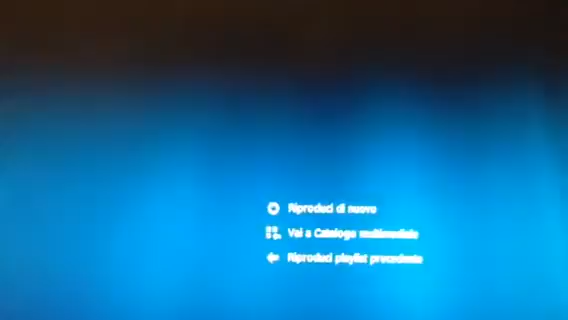 Riproduci di nuovo
Vai a Catalogo multimediale
Riproduci playlist precedente